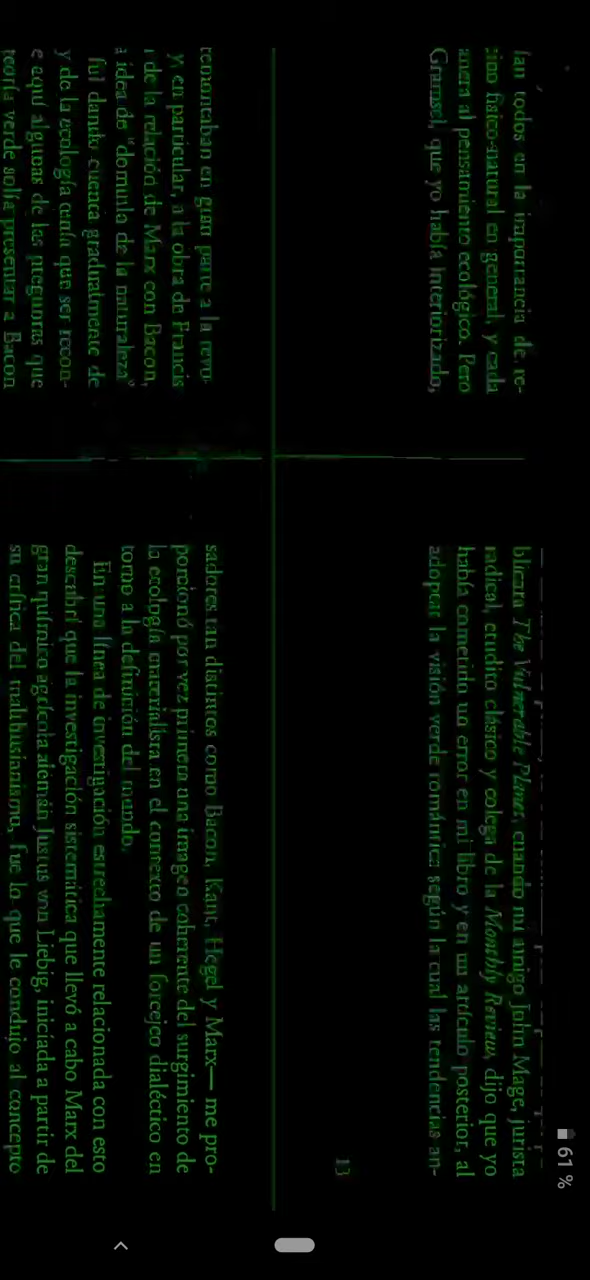 61 %
ían todos en la importancia de re-
sino físico-natural en general, y cada
anera al pensamiento ecológico. Pero
Gramsci, que yo había interiorizado,
remontaban en gran parte a la revo-
y, en particular, a la obra de Francis
de la relación de Marx con Bacon,
a idea de "dominio de la naturaleza"
fui dando cuenta gradualmente de
y de la ecología tenía que ser recon-
e aquí algunas de las preguntas que
teoría verde solía presentar a Bacon
blicara The Vulnerable Planet, cuando mi amigo John Mage, jurista
radical, erudito clásico y colega de la Monthly Review, dijo que yo
había cometido un error en mi libro y en un artículo posterior, al
adoptar la visión verde romántica según la cual las tendencias an-
13
sadores tan distintos como Bacon, Kant, Hegel y Marx— me pro-
porcionó por vez primera una imagen coherente del surgimiento de
la ecología materialista en el contexto de un forcejeo dialéctico en
torno a la definición del mundo.
En una línea de investigación estrechamente relacionada con esto
descubrí que la investigación sistemática que llevó a cabo Marx del
gran químico agrícola alemán Justus von Liebig, iniciada a partir de
su crítica del malthusianismo, fue lo que le condujo al concepto